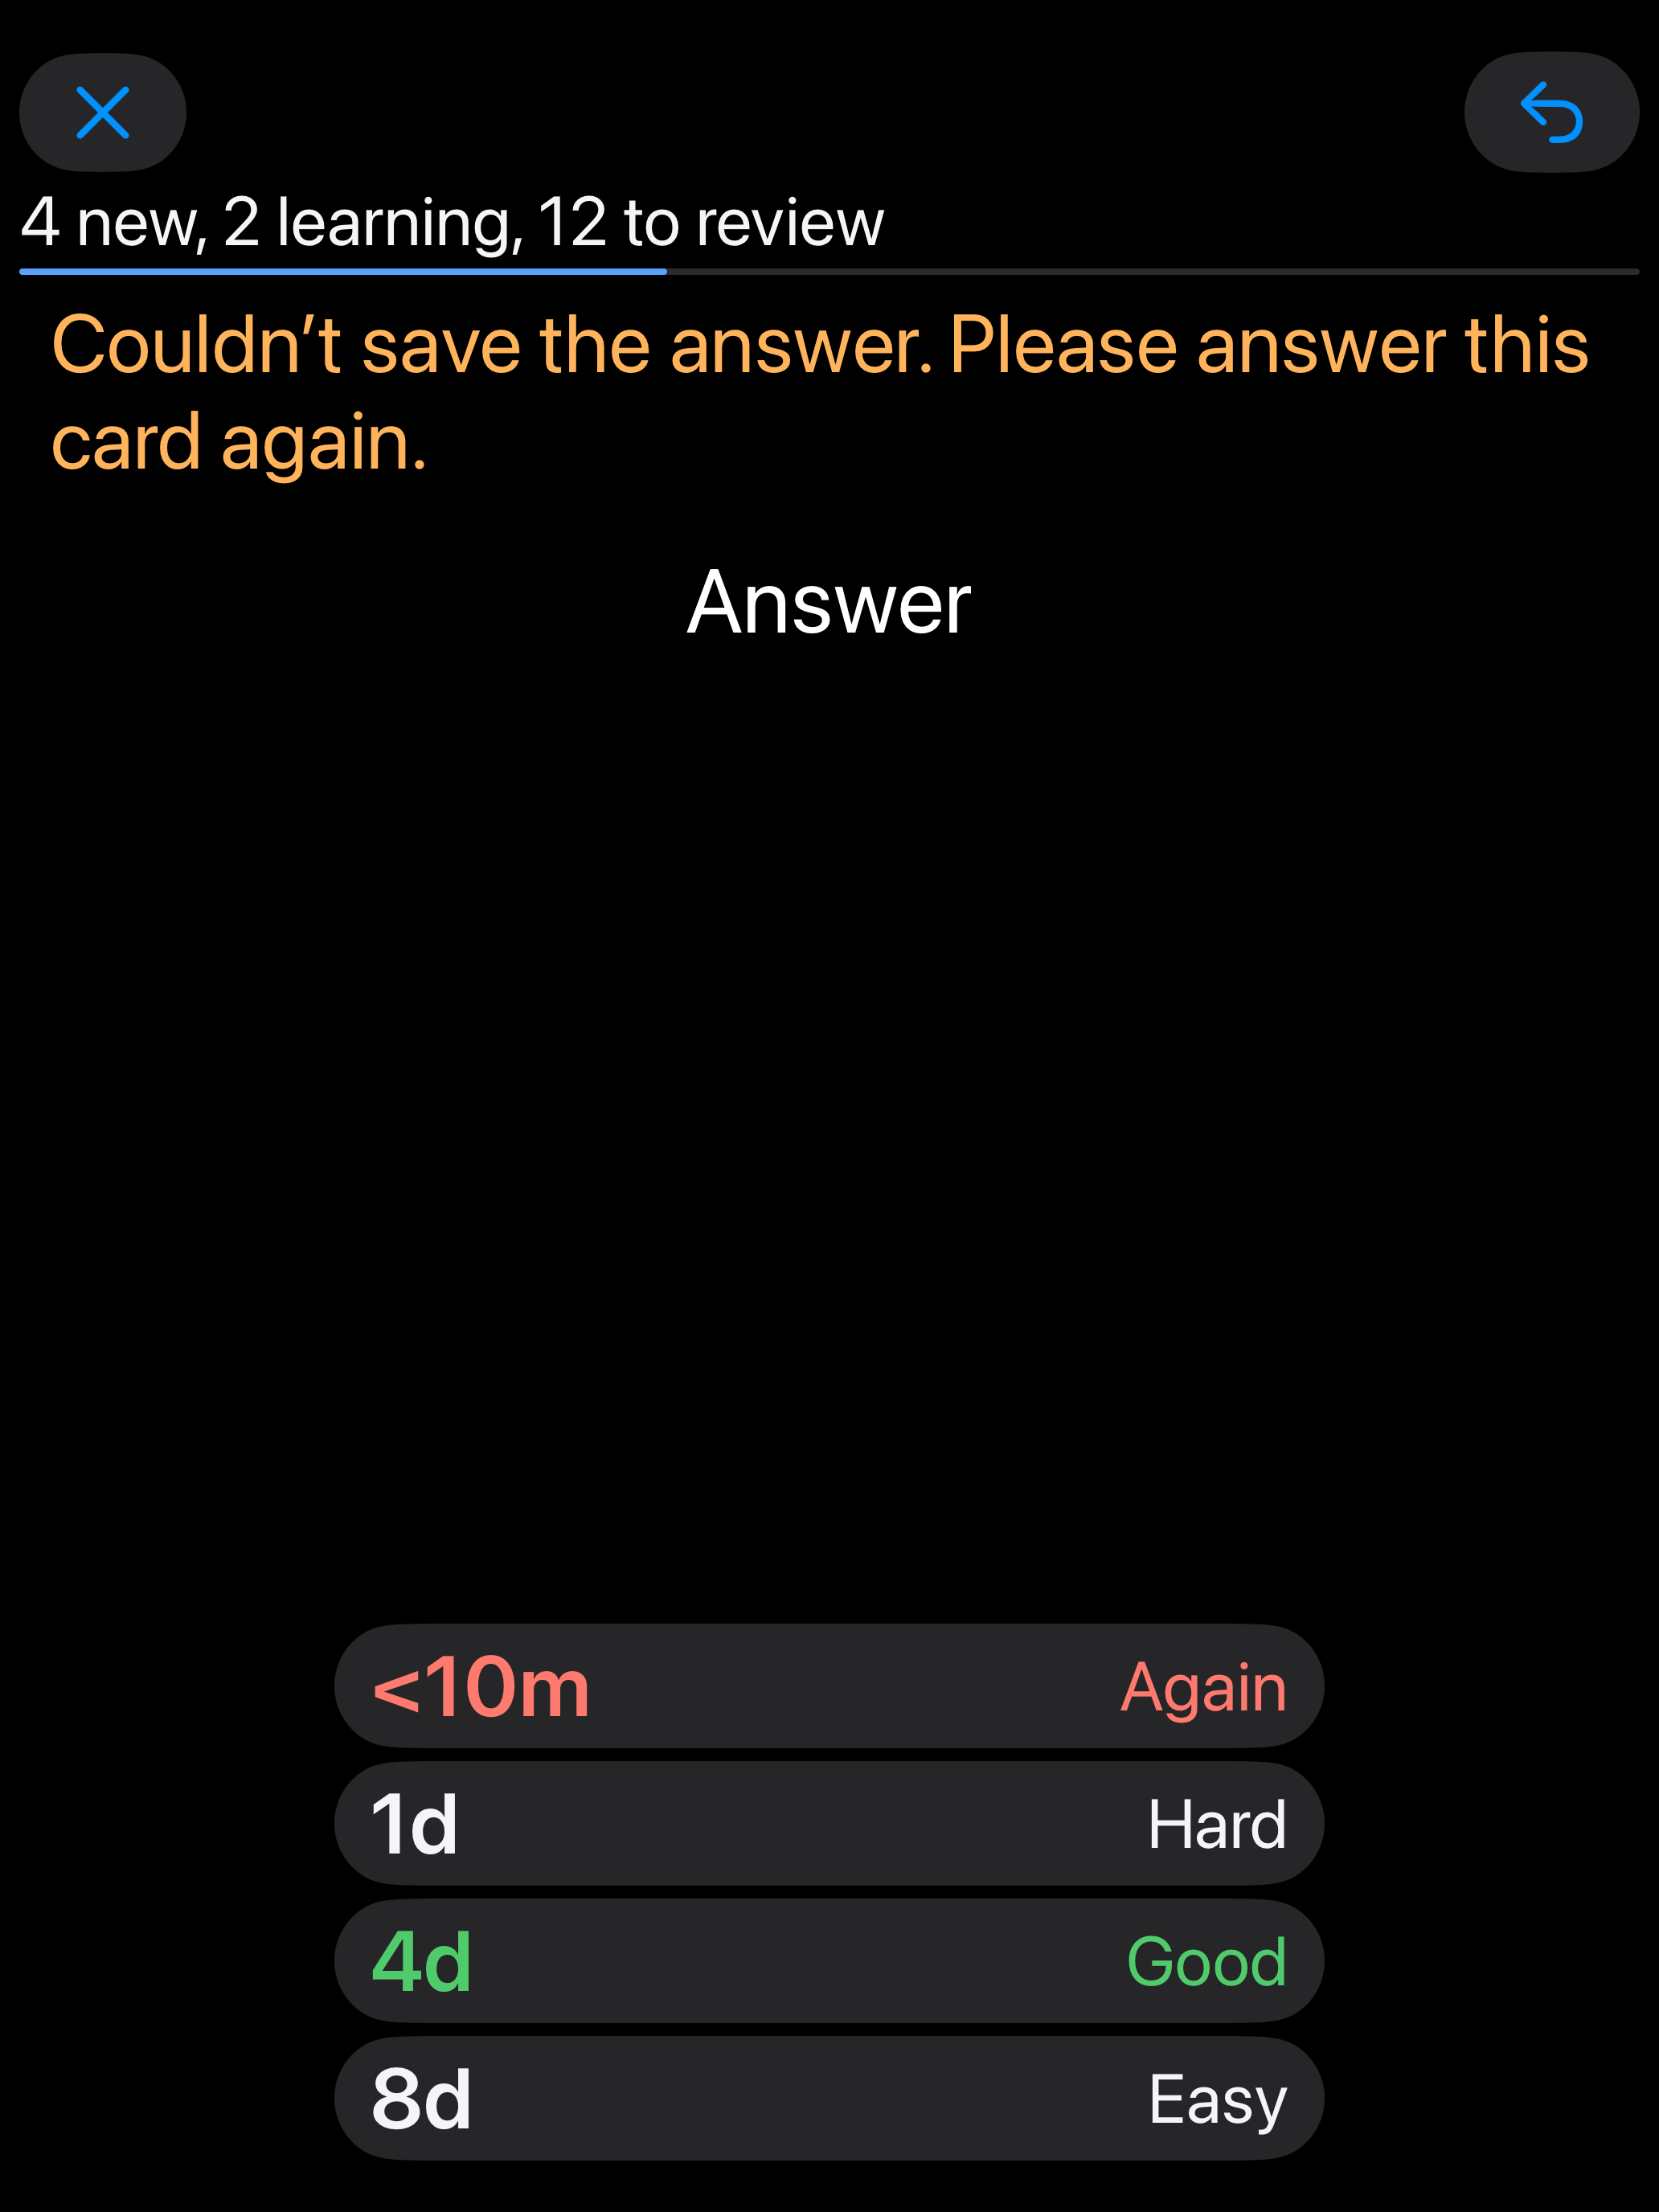 4 new, 2 learning, 12 to review
Couldn’t save the answer. Please answer this
card again.
Answer
<10m Again
1d Hard
4d Good
8d Easy